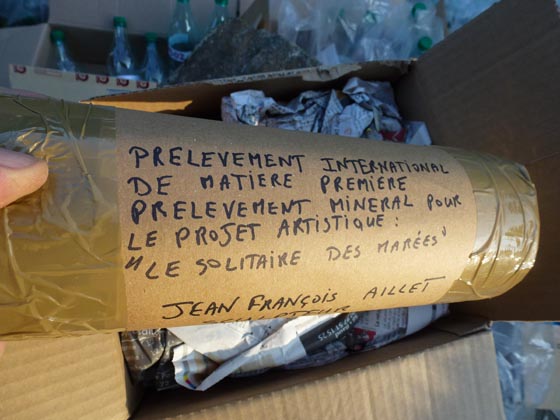 PRELEVEMENT INTERNATIONAL
DE MATIERE PREMIERE
PRELEVEMENT MINERAL POUR
LE PROJET ARTISTIQUE :
"LE SOLITAIRE DES MARÉES"
JEAN FRANÇOIS AILLET